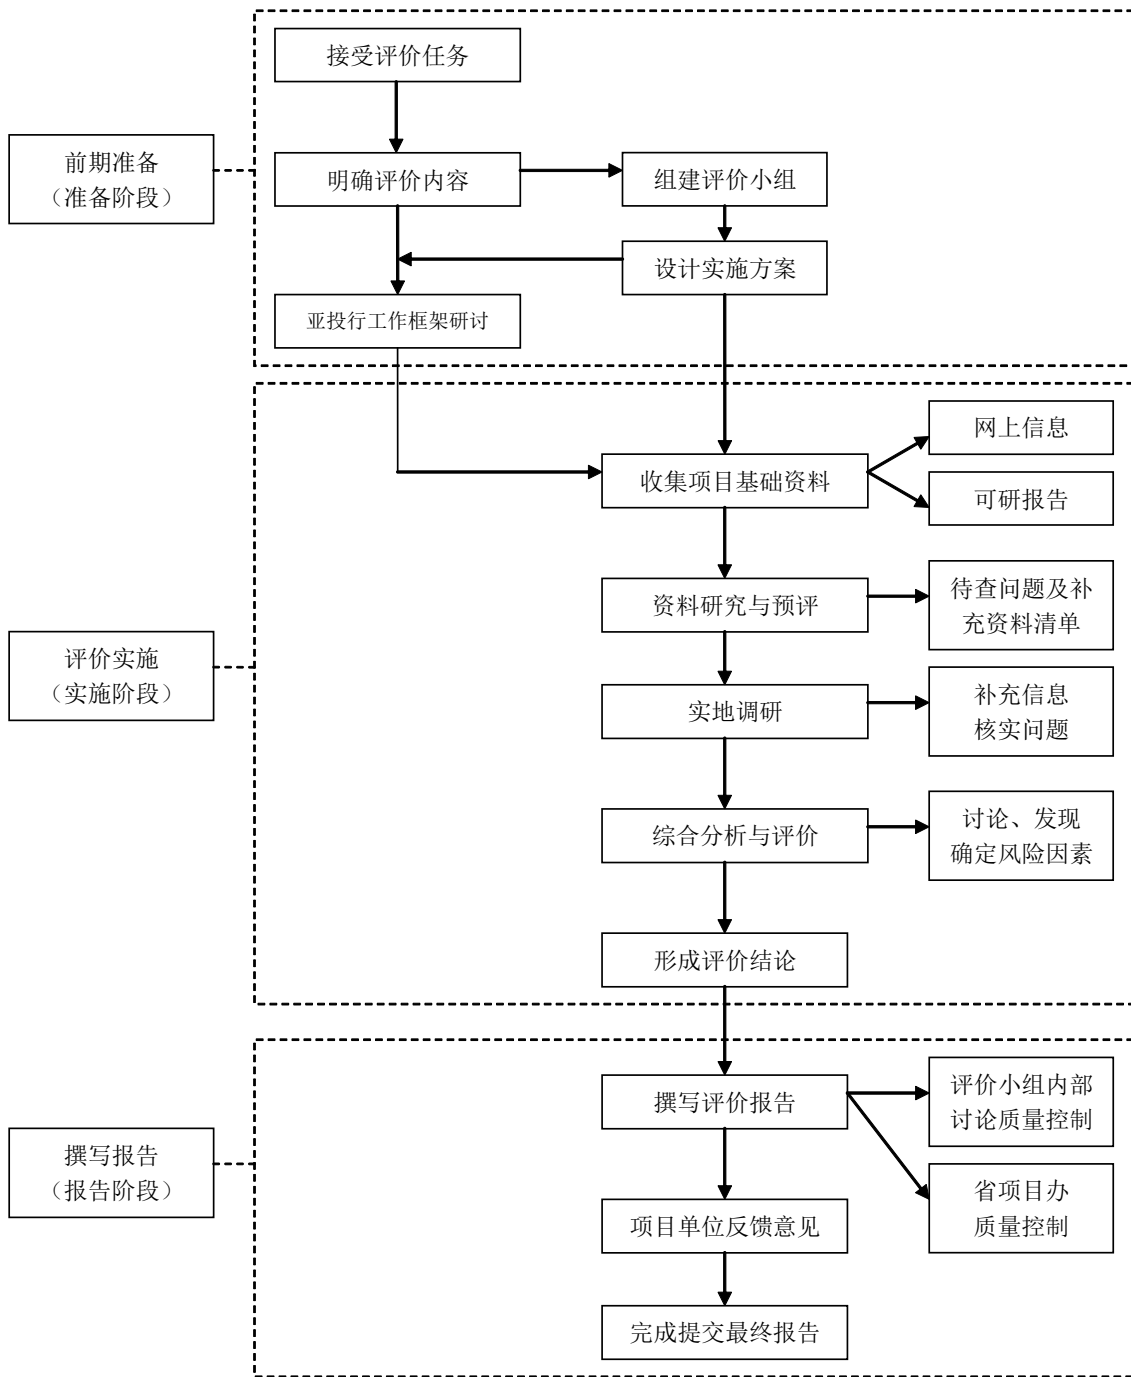 接受评价任务
前期准备
（准备阶段）
明确评价内容
组建评价小组
设计实施方案
亚投行工作框架研讨
网上信息
收集项目基础资料
可研报告
资料研究与预评
待查问题及补
充资料清单
评价实施
（实施阶段）
实地调研
补充信息
核实问题
综合分析与评价
讨论、发现
确定风险因素
形成评价结论
撰写评价报告
评价小组内部
讨论质量控制
撰写报告
（报告阶段）
项目单位反馈意见
省项目办
质量控制
完成提交最终报告